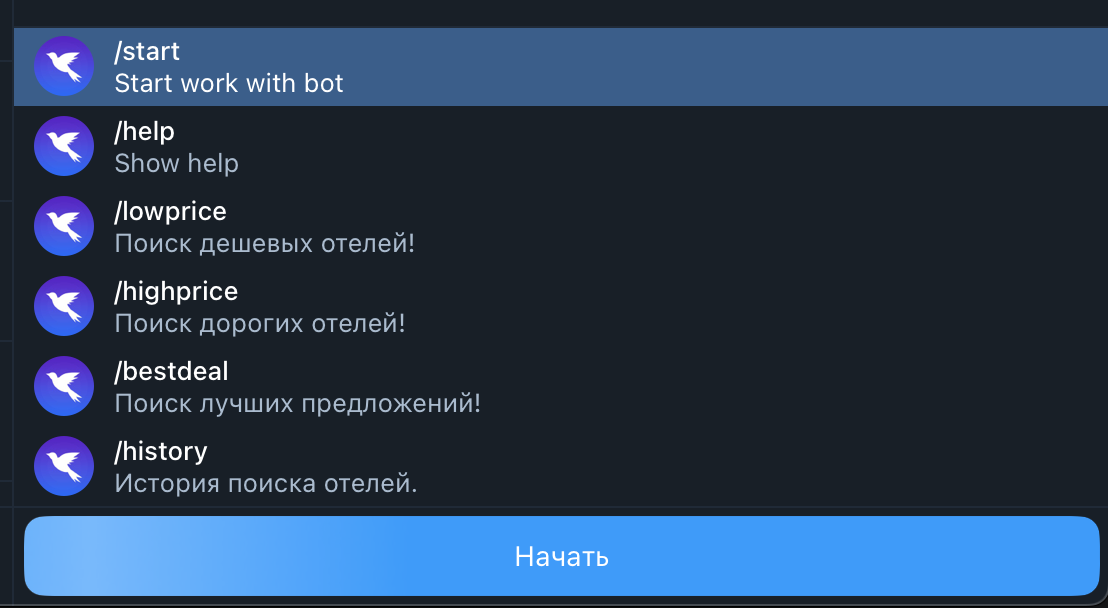 /start
Start work with bot
/help
Show help
/lowprice
Поиск дешевых отелей!
/highprice
Поиск дорогих отелей!
/bestdeal
Поиск лучших предложений!
/history
История поиска отелей.
Начать